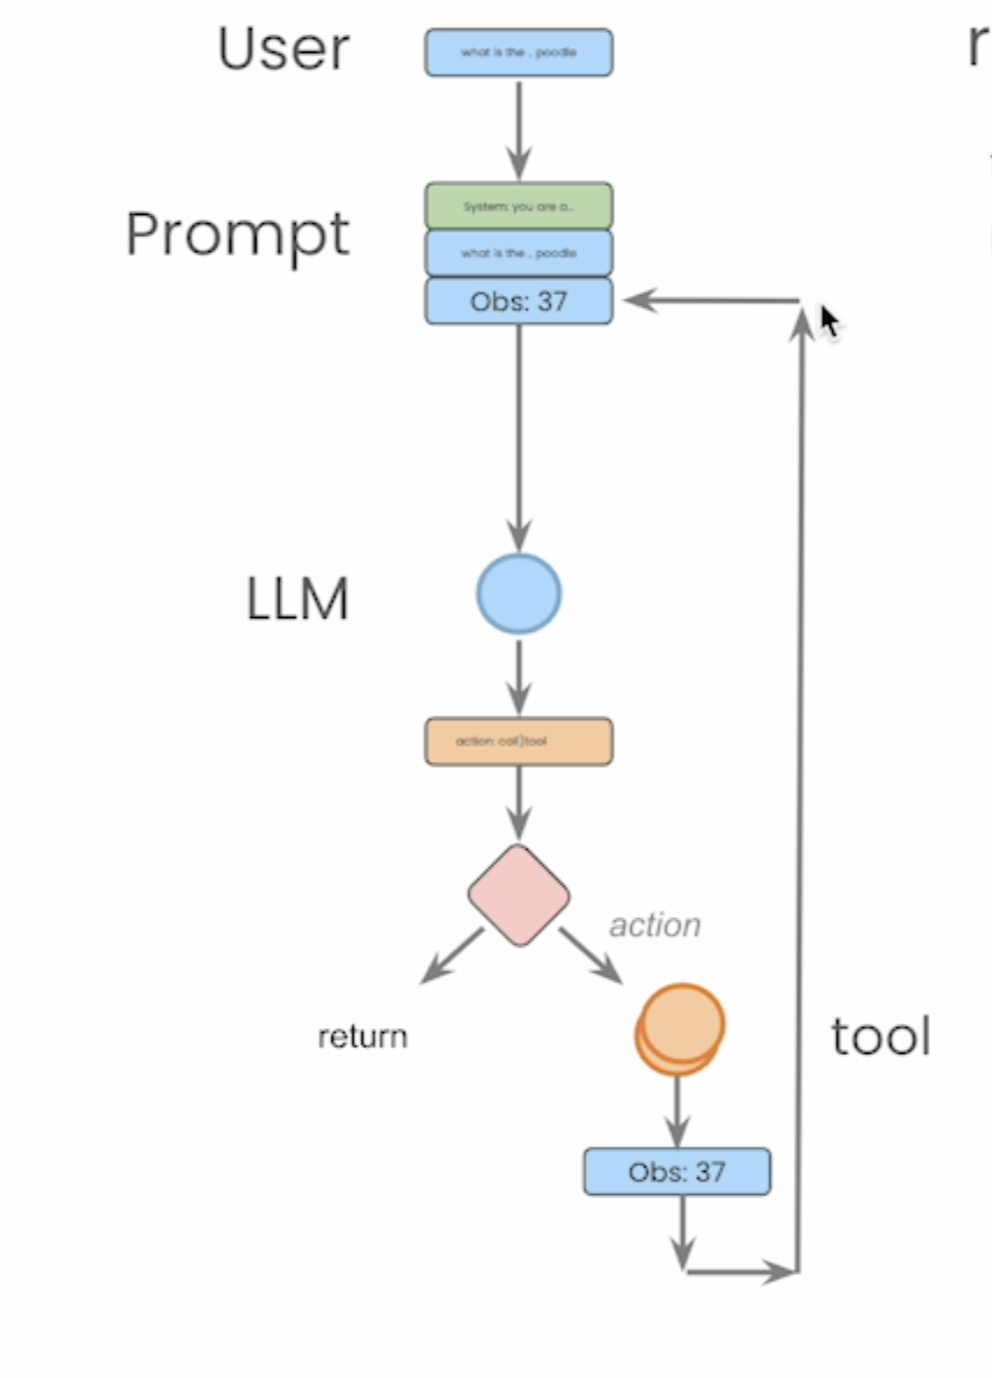 User
what is the .. poodle
Prompt
System: you are a...
what is the .. poodle
Obs: 37
LLM
action: call)tool
action
return
tool
Obs: 37
r